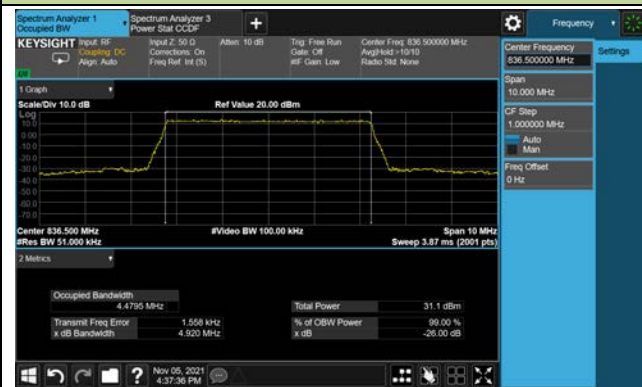 Spectrum Analyzer 1
Occupied BW
Spectrum Analyzer 3
Power Stat CCDF
+
Frequency
KEYSIGHT
Input: RF
Coupling: DC
Align: Auto
Input Z: 50 Ω
Corrections: On
Freq Ref: Int (S)
Atten: 10 dB
Trig: Free Run
Gate: Off
#IF Gain: Low
Center Freq: 836.500000 MHz
Avg|Hold:>10/10
Radio Std: None
Center Frequency
836.500000 MHz
Settings
Span
10.000 MHz
CF Step
1.000000 MHz
Auto
Man
Freq Offset
0 Hz
1 Graph
Scale/Div 10.0 dB
Ref Value 20.00 dBm
Log
10.0
0.00
-10.0
-20.0
-30.0
-40.0
-50.0
-60.0
-70.0
Center 836.500 MHz
#Video BW 100.00 kHz
Span 10 MHz
#Res BW 51.000 kHz
Sweep 3.87 ms (2001 pts)
2 Metrics
Occupied Bandwidth
4.4795 MHz
Total Power
31.1 dBm
Transmit Freq Error
1.558 kHz
% of OBW Power
99.00 %
x dB Bandwidth
4.920 MHz
x dB
-26.00 dB
?
Nov 05, 2021
4:37:36 PM